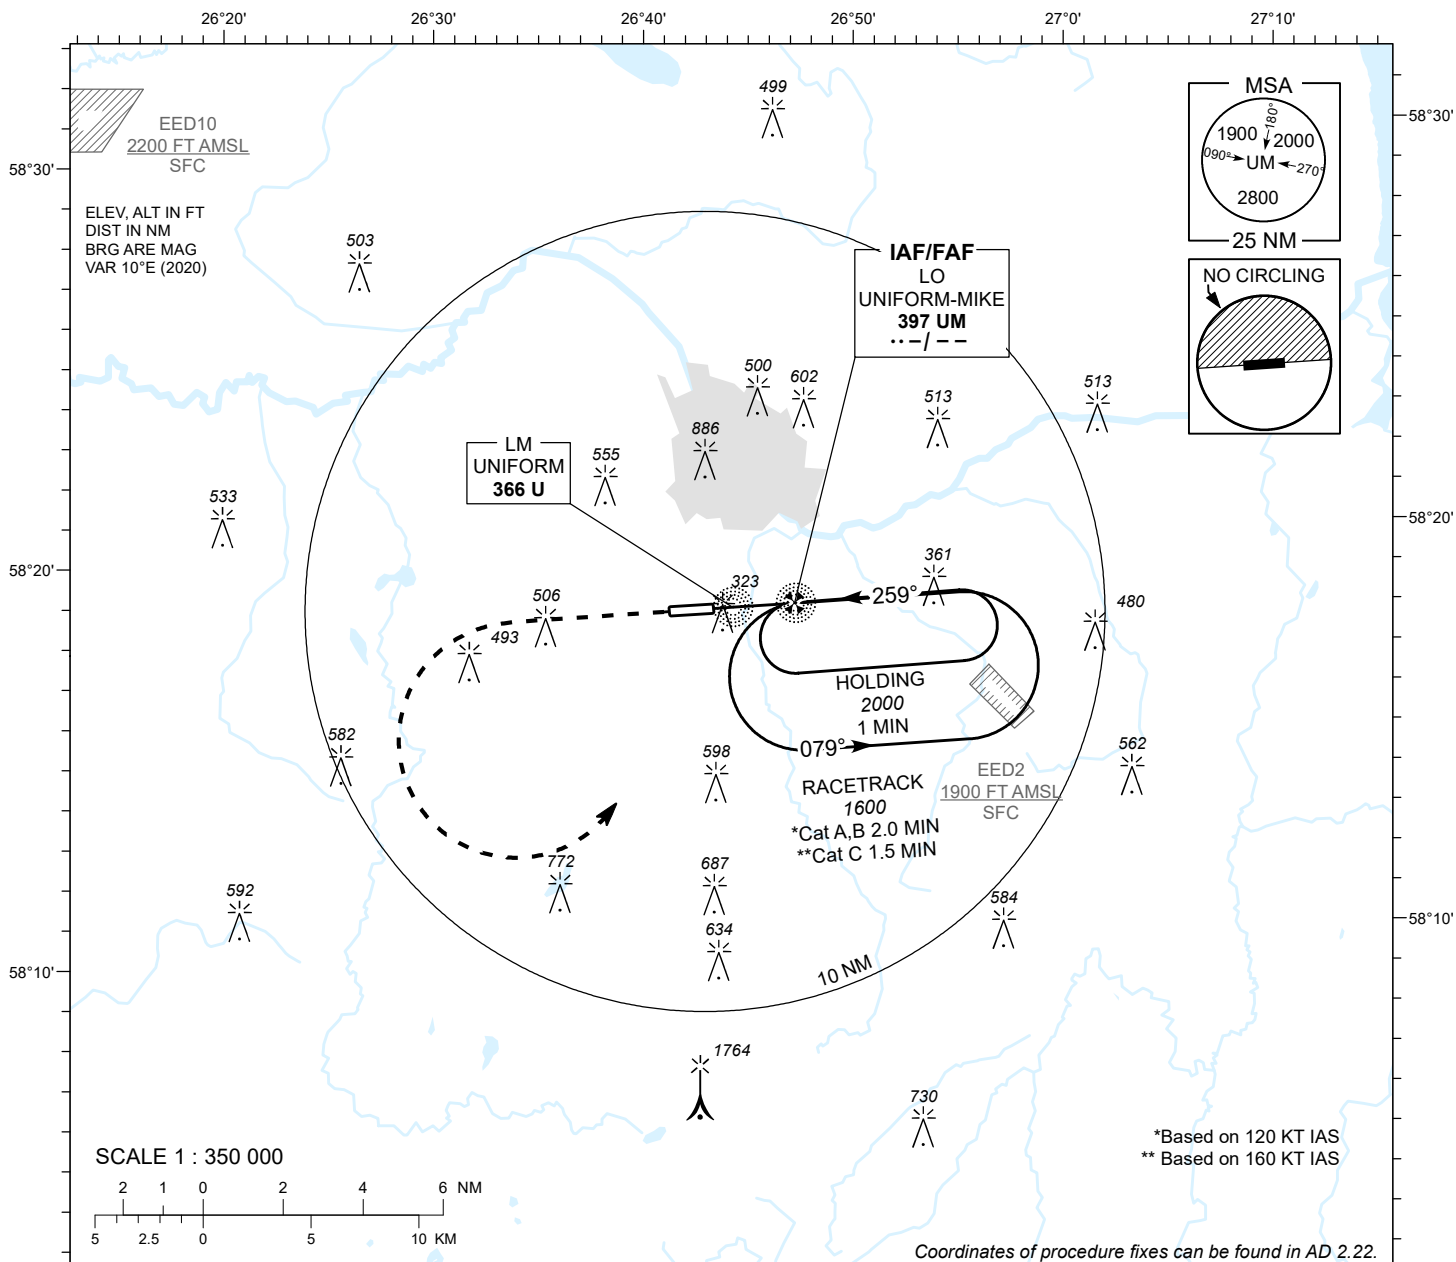 26°20'
26°30'
26°40'
26°50'
27°0'
27°10'
58°30'
58°20'
58°10'
58°30'
58°20'
58°10'
EED10
2200 FT AMSL
SFC
ELEV, ALT IN FT
DIST IN NM
BRG ARE MAG
VAR 10°E (2020)
MSA
1900
180°
2000
090°
UM
270°
2800
25 NM
NO CIRCLING
IAF/FAF
LO
UNIFORM-MIKE
397 UM
··–/ – –
LM
UNIFORM
366 U
499
503
500
602
513
513
886
555
533
361
323
506
493
480
259°
HOLDING
2000
1 MIN
079°
RACETRACK
1600
*Cat A,B 2.0 MIN
**Cat C 1.5 MIN
EED2
1900 FT AMSL
SFC
582
598
562
772
687
592
584
634
10 NM
1764
730
SCALE 1 : 350 000
2 1 0 2 4 6 NM
5 2.5 0 5 10 KM
*Based on 120 KT IAS
** Based on 160 KT IAS
Coordinates of procedure fixes can be found in AD 2.22.